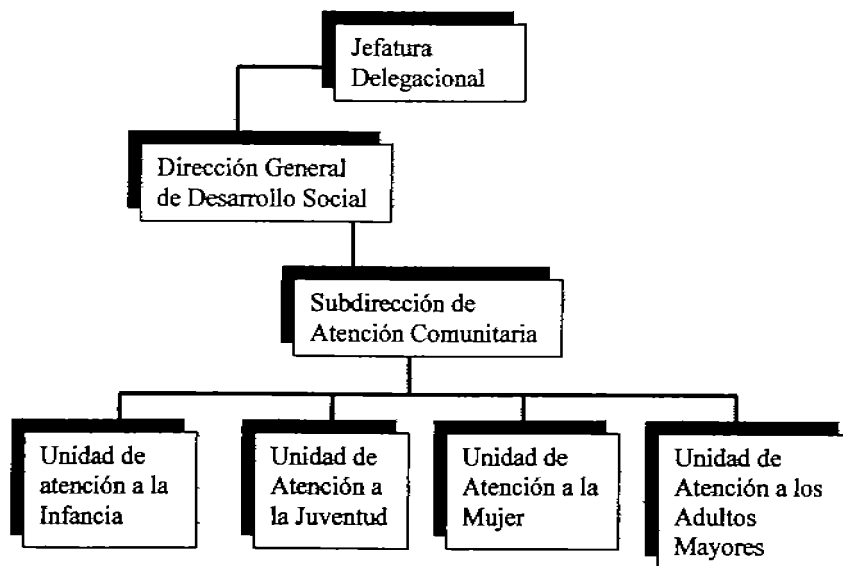 Jefatura
Delegacional
Dirección General
de Desarrollo Social
Subdirección de
Atención Comunitaria
Unidad de
atención a la
Infancia
Unidad de
Atención a
la Juventud
Unidad de
Atención a la
Mujer
Unidad de
Atención a los
Adultos
Mayores